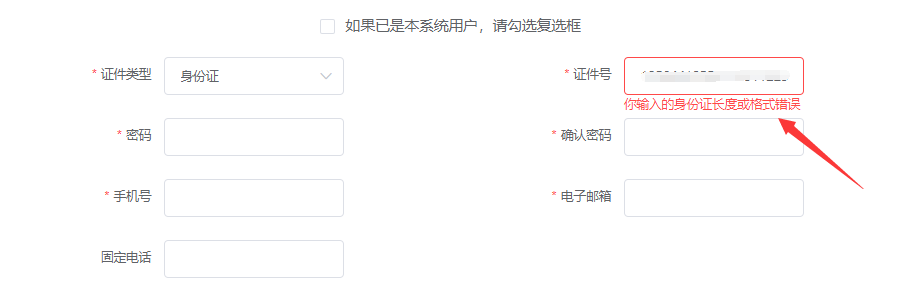 如果已是本系统用户，请勾选复选框
* 证件类型 身份证 * 证件号
你输入的身份证长度或格式错误
* 密码 * 确认密码
* 手机号 * 电子邮箱
固定电话